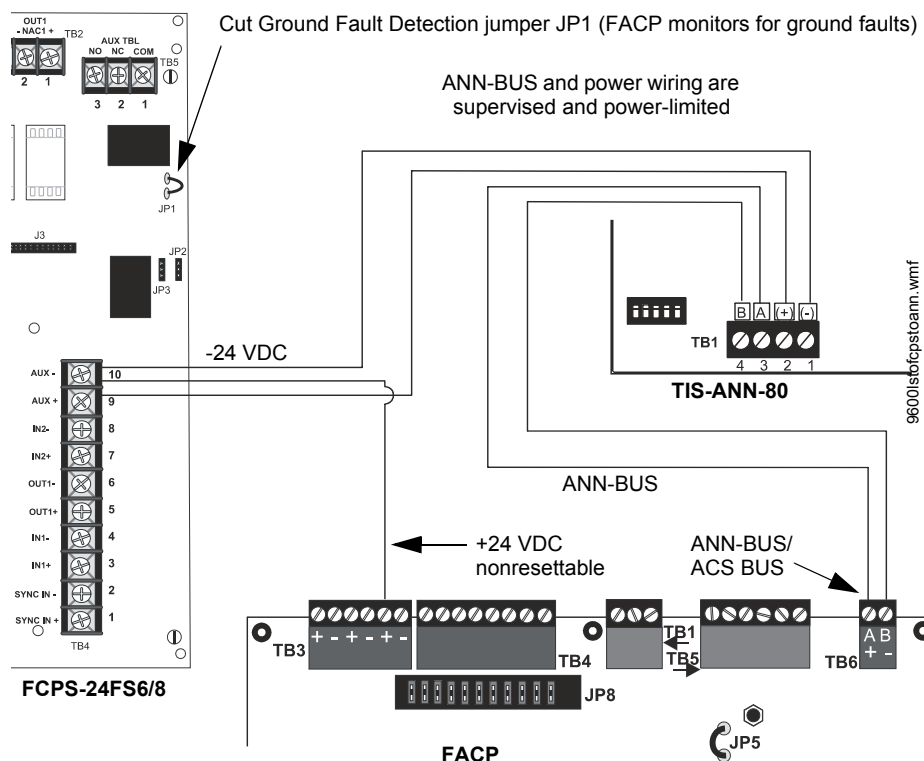 OUT1
- NAC1 +
TB2
2 1
AUX TBL
NO NC COM
TB5
3 2 1
Cut Ground Fault Detection jumper JP1 (FACP monitors for ground faults)
ANN-BUS and power wiring are
supervised and power-limited
JP1
J3
JP2
JP3
B A (+) (-)
TB1
4 3 2 1
TIS-ANN-80
9600lstofcpstoann.wmf
-24 VDC
AUX - 10
AUX + 9
IN2- 8
IN2+ 7
OUT1- 6
OUT1+ 5
IN1- 4
IN1+ 3
SYNC IN - 2
SYNC IN + 1
TB4
FCPS-24FS6/8
ANN-BUS
+24 VDC
nonresettable
ANN-BUS/
ACS BUS
TB3
+ - + - + -
TB4
TB1
TB5
TB6
A B
+ -
JP8
JP5
FACP